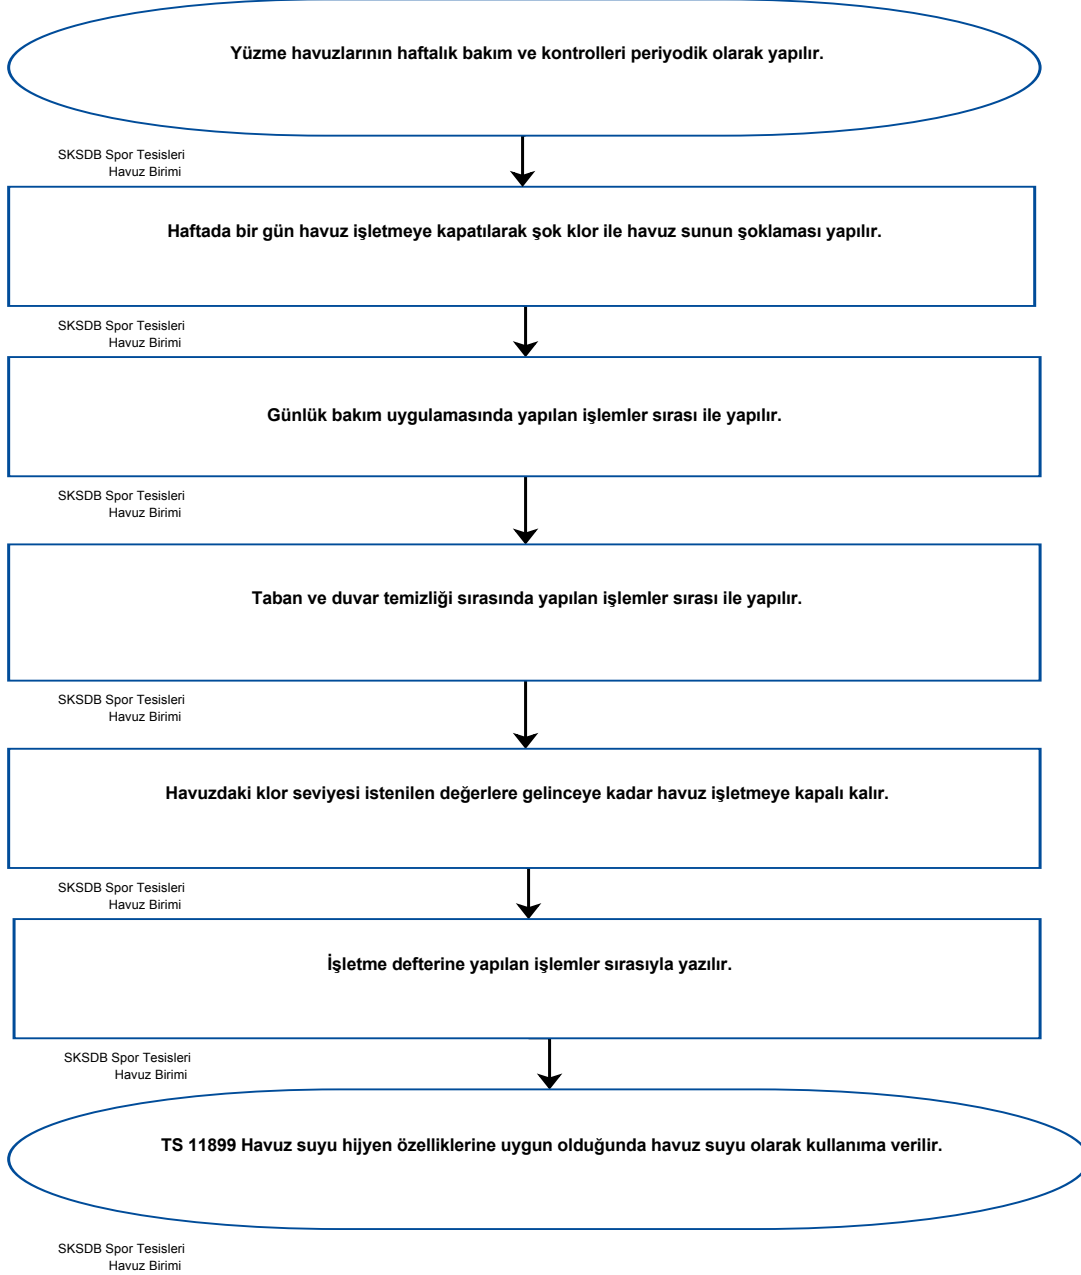 Yüzme havuzlarının haftalık bakım ve kontrolleri periyodik olarak yapılır.
SKSDB Spor Tesisleri
Havuz Birimi
Haftada bir gün havuz işletmeye kapatılarak şok klor ile havuz sunun şoklaması yapılır.
SKSDB Spor Tesisleri
Havuz Birimi
Günlük bakım uygulamasında yapılan işlemler sırası ile yapılır.
SKSDB Spor Tesisleri
Havuz Birimi
Taban ve duvar temizliği sırasında yapılan işlemler sırası ile yapılır.
SKSDB Spor Tesisleri
Havuz Birimi
Havuzdaki klor seviyesi istenilen değerlere gelinceye kadar havuz işletmeye kapalı kalır.
SKSDB Spor Tesisleri
Havuz Birimi
İşletme defterine yapılan işlemler sırasıyla yazılır.
SKSDB Spor Tesisleri
Havuz Birimi
TS 11899 Havuz suyu hijyen özelliklerine uygun olduğunda havuz suyu olarak kullanıma verilir.
SKSDB Spor Tesisleri
Havuz Birimi